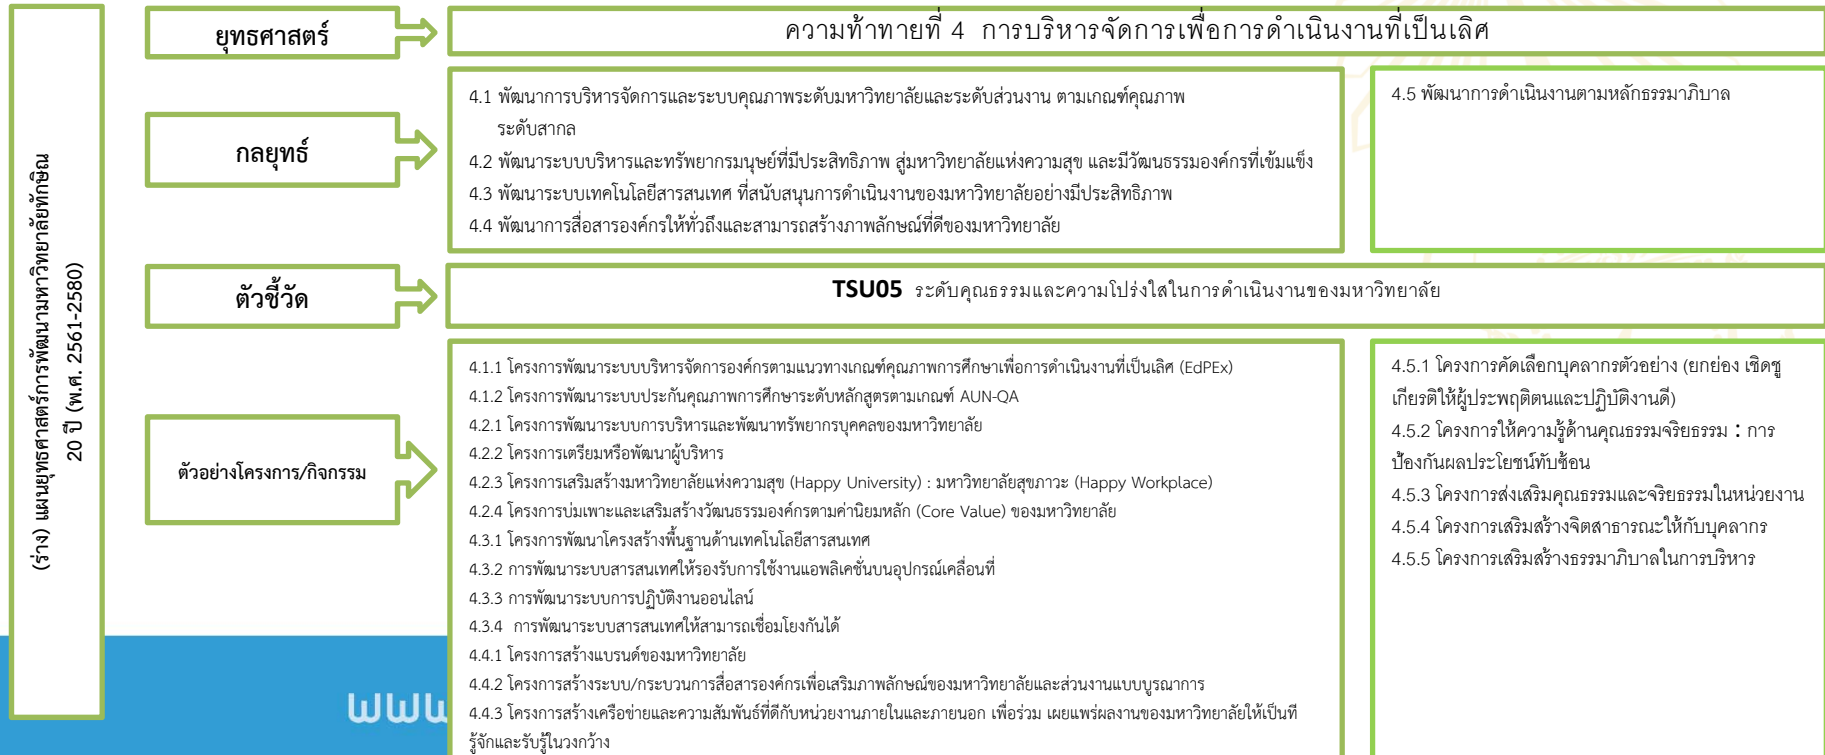 (ร่าง) แผนยุทธศาสตร์การพัฒนามหาวิทยาลัยทักษิณ
20 ปี (พ.ศ. 2561-2580)
ยุทธศาสตร์
ความท้าทายที่ 4 การบริหารจัดการเพื่อการดำเนินงานที่เป็นเลิศ
กลยุทธ์
4.1 พัฒนาการบริหารจัดการและระบบคุณภาพระดับมหาวิทยาลัยและระดับส่วนงาน ตามเกณฑ์คุณภาพ
ระดับสากล
4.2 พัฒนาระบบบริหารและทรัพยากรมนุษย์ที่มีประสิทธิภาพ สู่มหาวิทยาลัยแห่งความสุข และมีวัฒนธรรมองค์กรที่เข้มแข็ง
4.3 พัฒนาระบบเทคโนโลยีสารสนเทศ ที่สนับสนุนการดำเนินงานของมหาวิทยาลัยอย่างมีประสิทธิภาพ
4.4 พัฒนาการสื่อสารองค์กรให้ทั่วถึงและสามารถสร้างภาพลักษณ์ที่ดีของมหาวิทยาลัย
4.5 พัฒนาการดำเนินงานตามหลักธรรมาภิบาล
ตัวชี้วัด
TSU05 ระดับคุณธรรมและความโปร่งใสในการดำเนินงานของมหาวิทยาลัย
ตัวอย่างโครงการ/กิจกรรม
4.1.1 โครงการพัฒนาระบบบริหารจัดการองค์กรตามแนวทางเกณฑ์คุณภาพการศึกษาเพื่อการดำเนินงานที่เป็นเลิศ (EdPEx)
4.1.2 โครงการพัฒนาระบบประกันคุณภาพการศึกษาระดับหลักสูตรตามเกณฑ์ AUN-QA
4.2.1 โครงการพัฒนาระบบการบริหารและพัฒนาทรัพยากรบุคคลของมหาวิทยาลัย
4.2.2 โครงการเตรียมหรือพัฒนาผู้บริหาร
4.2.3 โครงการเสริมสร้างมหาวิทยาลัยแห่งความสุข (Happy University) : มหาวิทยาลัยสุขภาวะ (Happy Workplace)
4.2.4 โครงการบ่มเพาะและเสริมสร้างวัฒนธรรมองค์กรตามค่านิยมหลัก (Core Value) ของมหาวิทยาลัย
4.3.1 โครงการพัฒนาโครงสร้างพื้นฐานด้านเทคโนโลยีสารสนเทศ
4.3.2 การพัฒนาระบบสารสนเทศให้รองรับการใช้งานแอพลิเคชั่นบนอุปกรณ์เคลื่อนที่
4.3.3 การพัฒนาระบบการปฏิบัติงานออนไลน์
4.3.4 การพัฒนาระบบสารสนเทศให้สามารถเชื่อมโยงกันได้
4.4.1 โครงการสร้างแบรนด์ของมหาวิทยาลัย
4.4.2 โครงการสร้างระบบ/กระบวนการสื่อสารองค์กรเพื่อเสริมภาพลักษณ์ของมหาวิทยาลัยและส่วนงานแบบบูรณาการ
4.4.3 โครงการสร้างเครือข่ายและความสัมพันธ์ที่ดีกับหน่วยงานภายในและภายนอก เพื่อร่วม เผยแพร่ผลงานของมหาวิทยาลัยให้เป็นที
รู้จักและรับรู้ในวงกว้าง
4.5.1 โครงการคัดเลือกบุคลากรตัวอย่าง (ยกย่อง เชิดชู
เกียรติให้ผู้ประพฤติตนและปฏิบัติงานดี)
4.5.2 โครงการให้ความรู้ด้านคุณธรรมจริยธรรม : การ
ป้องกันผลประโยชน์ทับซ้อน
4.5.3 โครงการส่งเสริมคุณธรรมและจริยธรรมในหน่วยงาน
4.5.4 โครงการเสริมสร้างจิตสาธารณะให้กับบุคลากร
4.5.5 โครงการเสริมสร้างธรรมาภิบาลในการบริหาร
www